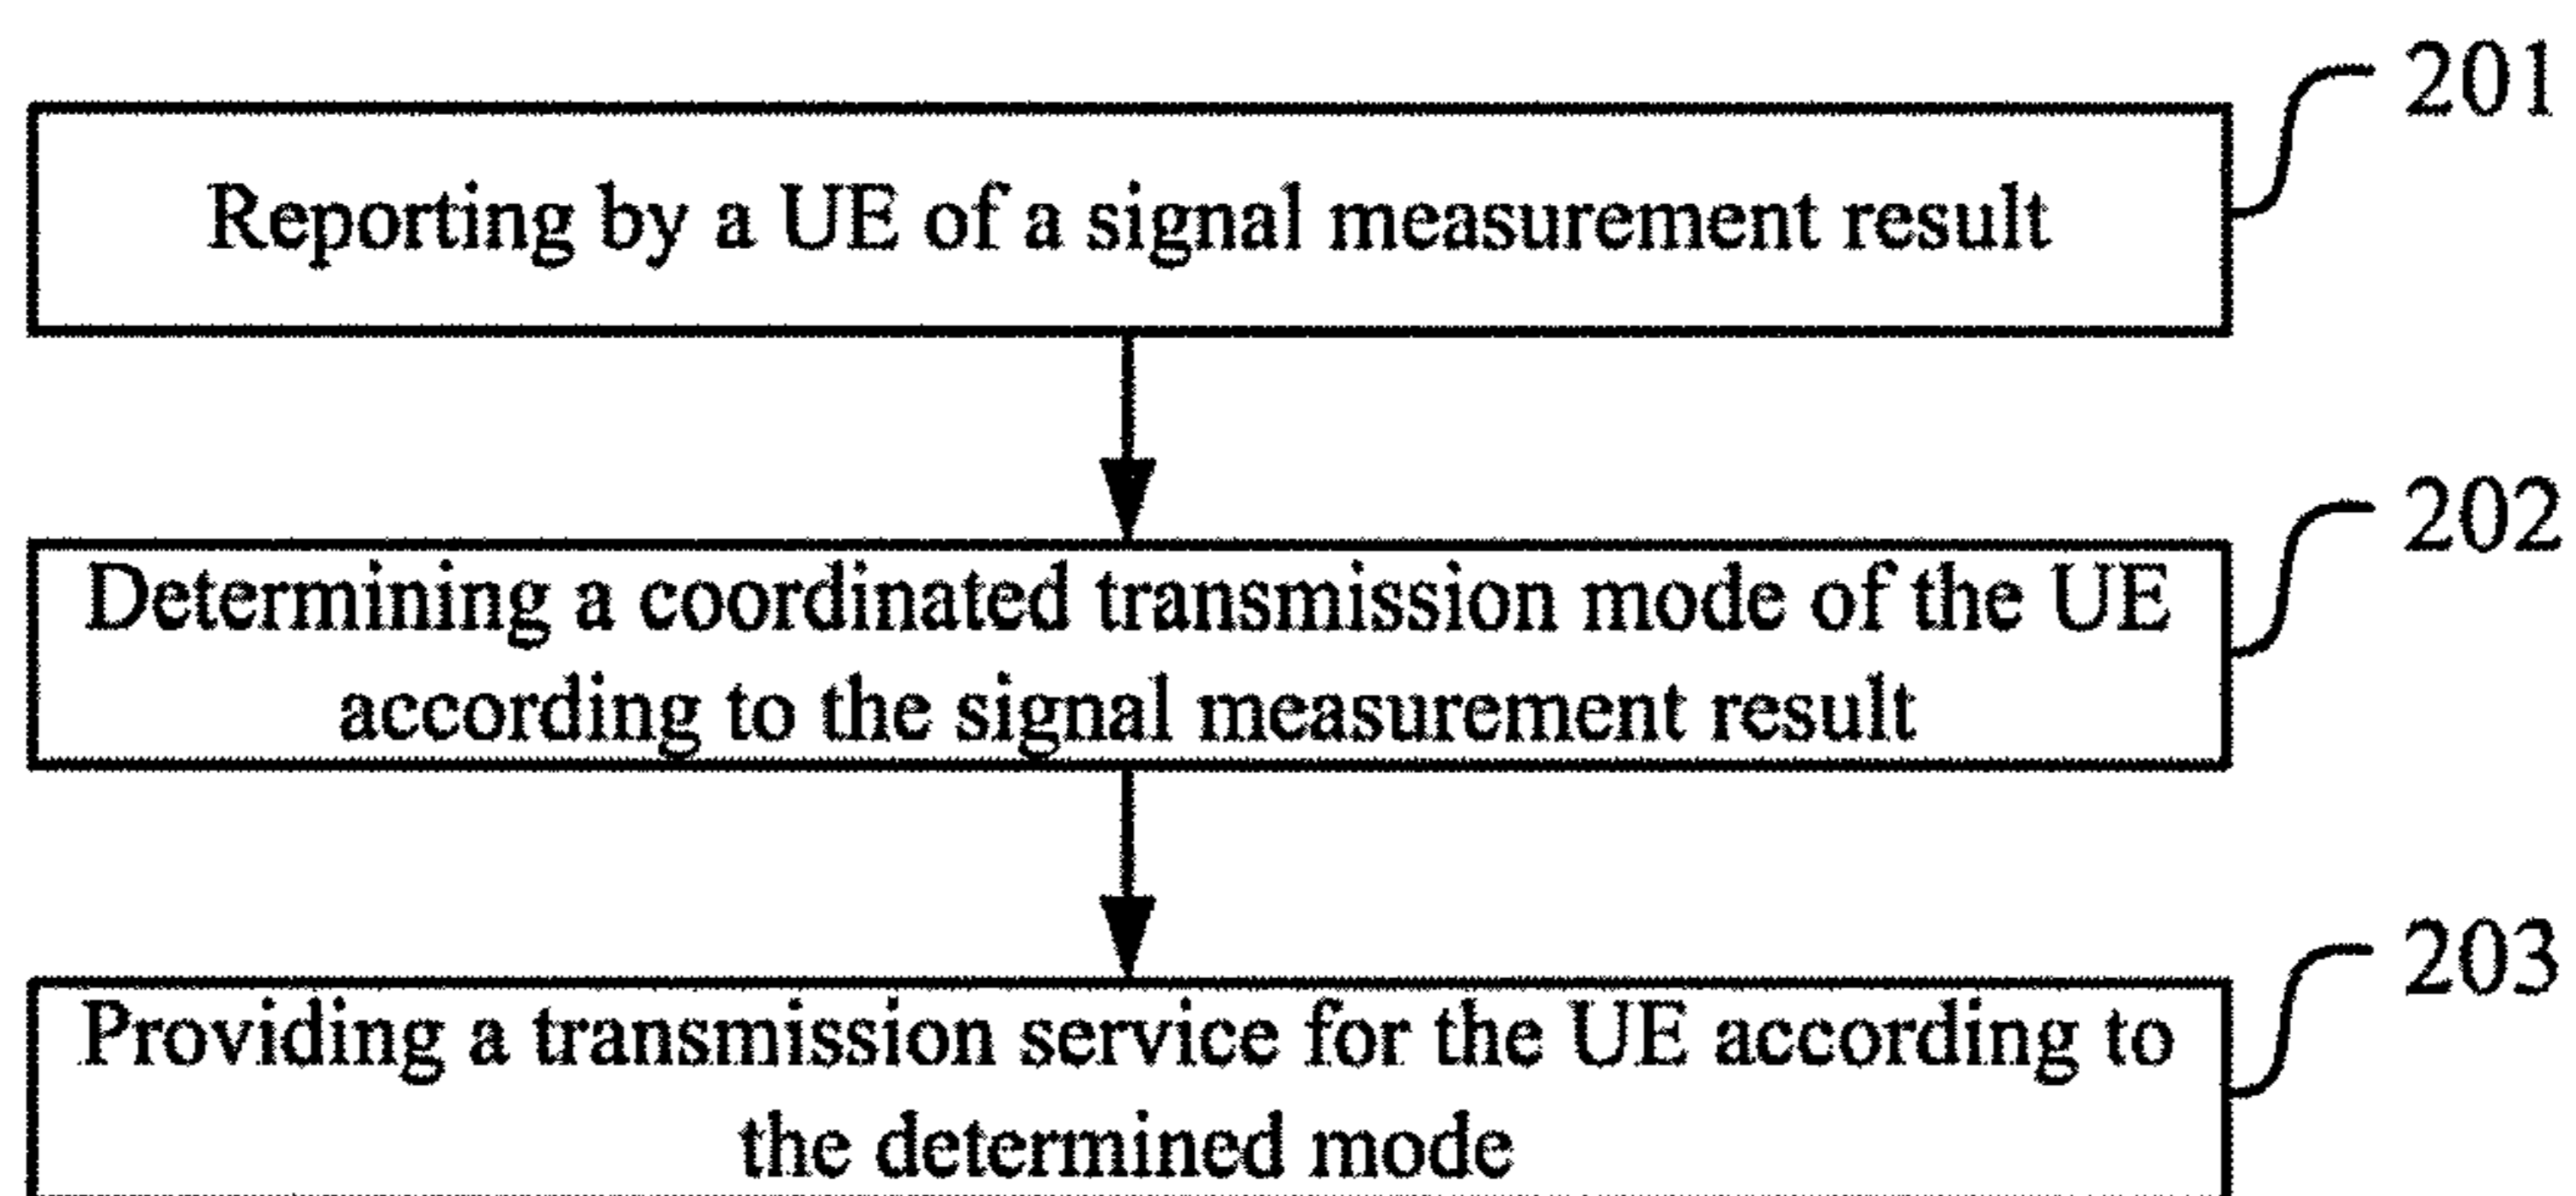 201
Reporting by a UE of a signal measurement result
202
Determining a coordinated transmission mode of the UE
according to the signal measurement result
203
Providing a transmission service for the UE according to
the determined mode